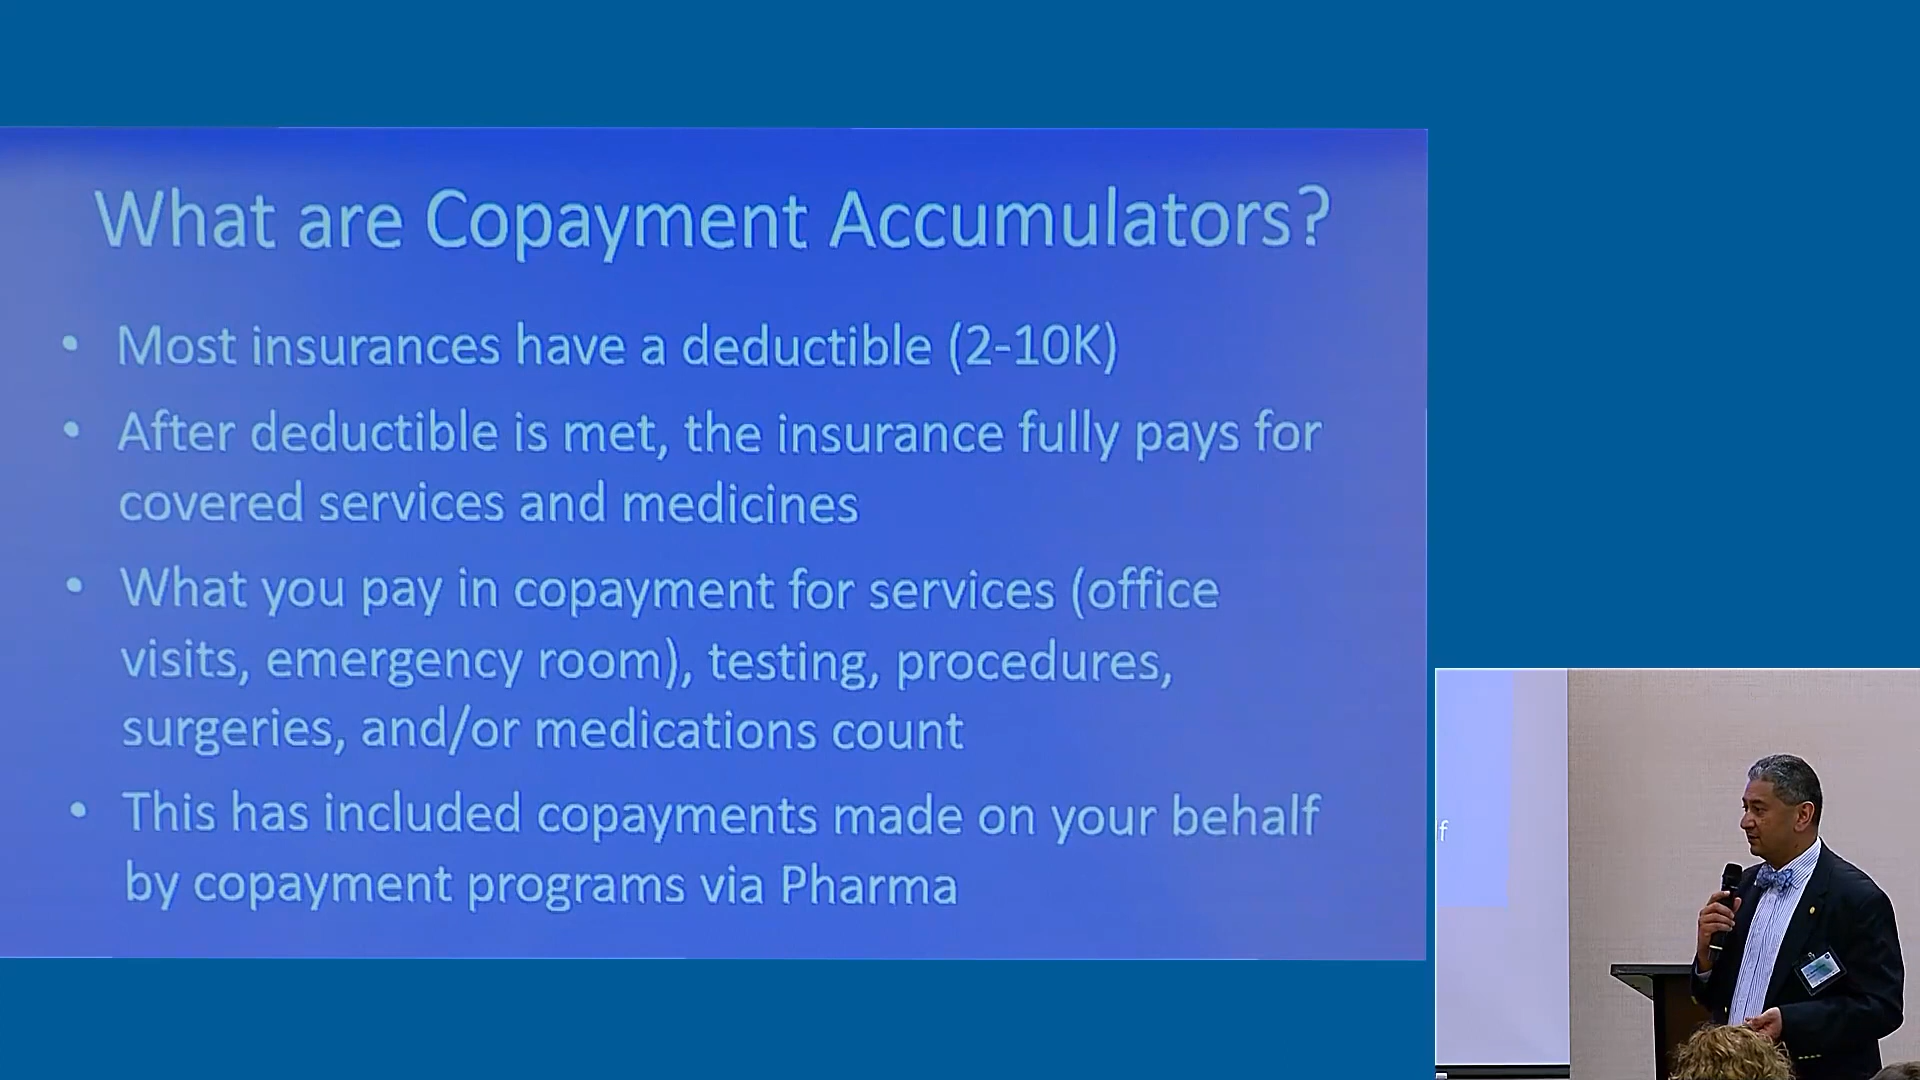 What are Copayment Accumulators?
• Most insurances have a deductible (2-10K)
• After deductible is met, the insurance fully pays for
covered services and medicines
• What you pay in copayment for services (office
visits, emergency room), testing, procedures,
surgeries, and/or medications count
• This has included copayments made on your behalf
by copayment programs via Pharma
lf